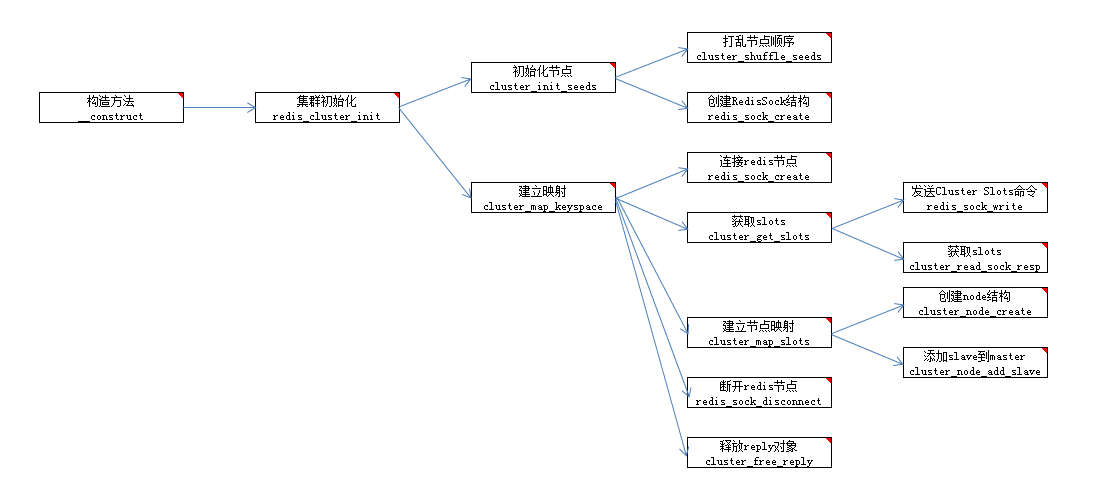 构造方法
__construct
集群初始化
redis_cluster_init
初始化节点
cluster_init_seeds
打乱节点顺序
cluster_shuffle_seeds
创建RedisSock结构
redis_sock_create
建立映射
cluster_map_keyspace
连接redis节点
redis_sock_create
获取slots
cluster_get_slots
发送Cluster Slots命令
redis_sock_write
获取slots
cluster_read_sock_resp
建立节点映射
cluster_map_slots
创建node结构
cluster_node_create
添加slave到master
cluster_node_add_slave
断开redis节点
redis_sock_disconnect
释放reply对象
cluster_free_reply